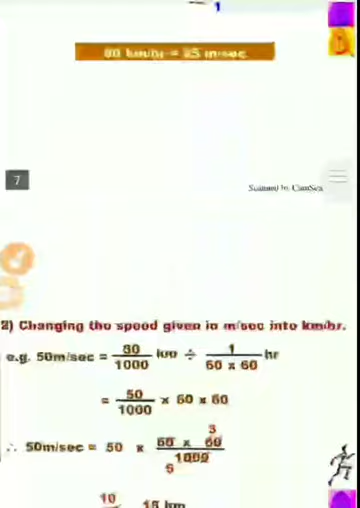 1
90 km/hr = 25 m/sec
7
Scanned by CamSca
2) Changing the speed given in m/sec into km/hr.
e.g. 50m/sec = 50/1000 km ÷ 1/60 x 60 hr
= 50/1000 x 60 x 60
∴ 50m/sec = 50 x 60 x 60/1000
3
5
10
18 km